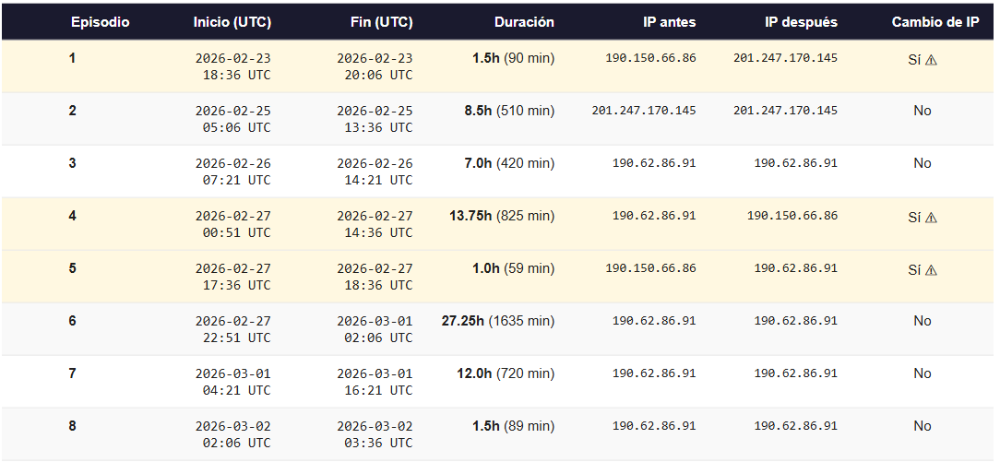 Episodio Inicio (UTC) Fin (UTC) Duración IP antes IP después Cambio de IP
1 2026-02-23 2026-02-23 1.5h (90 min) 190.150.66.86 201.247.170.145 Sí ⚠
18:36 UTC 20:06 UTC
2 2026-02-25 2026-02-25 8.5h (510 min) 201.247.170.145 201.247.170.145 No
05:06 UTC 13:36 UTC
3 2026-02-26 2026-02-26 7.0h (420 min) 190.62.86.91 190.62.86.91 No
07:21 UTC 14:21 UTC
4 2026-02-27 2026-02-27 13.75h (825 min) 190.62.86.91 190.150.66.86 Sí ⚠
00:51 UTC 14:36 UTC
5 2026-02-27 2026-02-27 1.0h (59 min) 190.150.66.86 190.62.86.91 Sí ⚠
17:36 UTC 18:36 UTC
6 2026-02-27 2026-03-01 27.25h (1635 min) 190.62.86.91 190.62.86.91 No
22:51 UTC 02:06 UTC
7 2026-03-01 2026-03-01 12.0h (720 min) 190.62.86.91 190.62.86.91 No
04:21 UTC 16:21 UTC
8 2026-03-02 2026-03-02 1.5h (89 min) 190.62.86.91 190.62.86.91 No
02:06 UTC 03:36 UTC